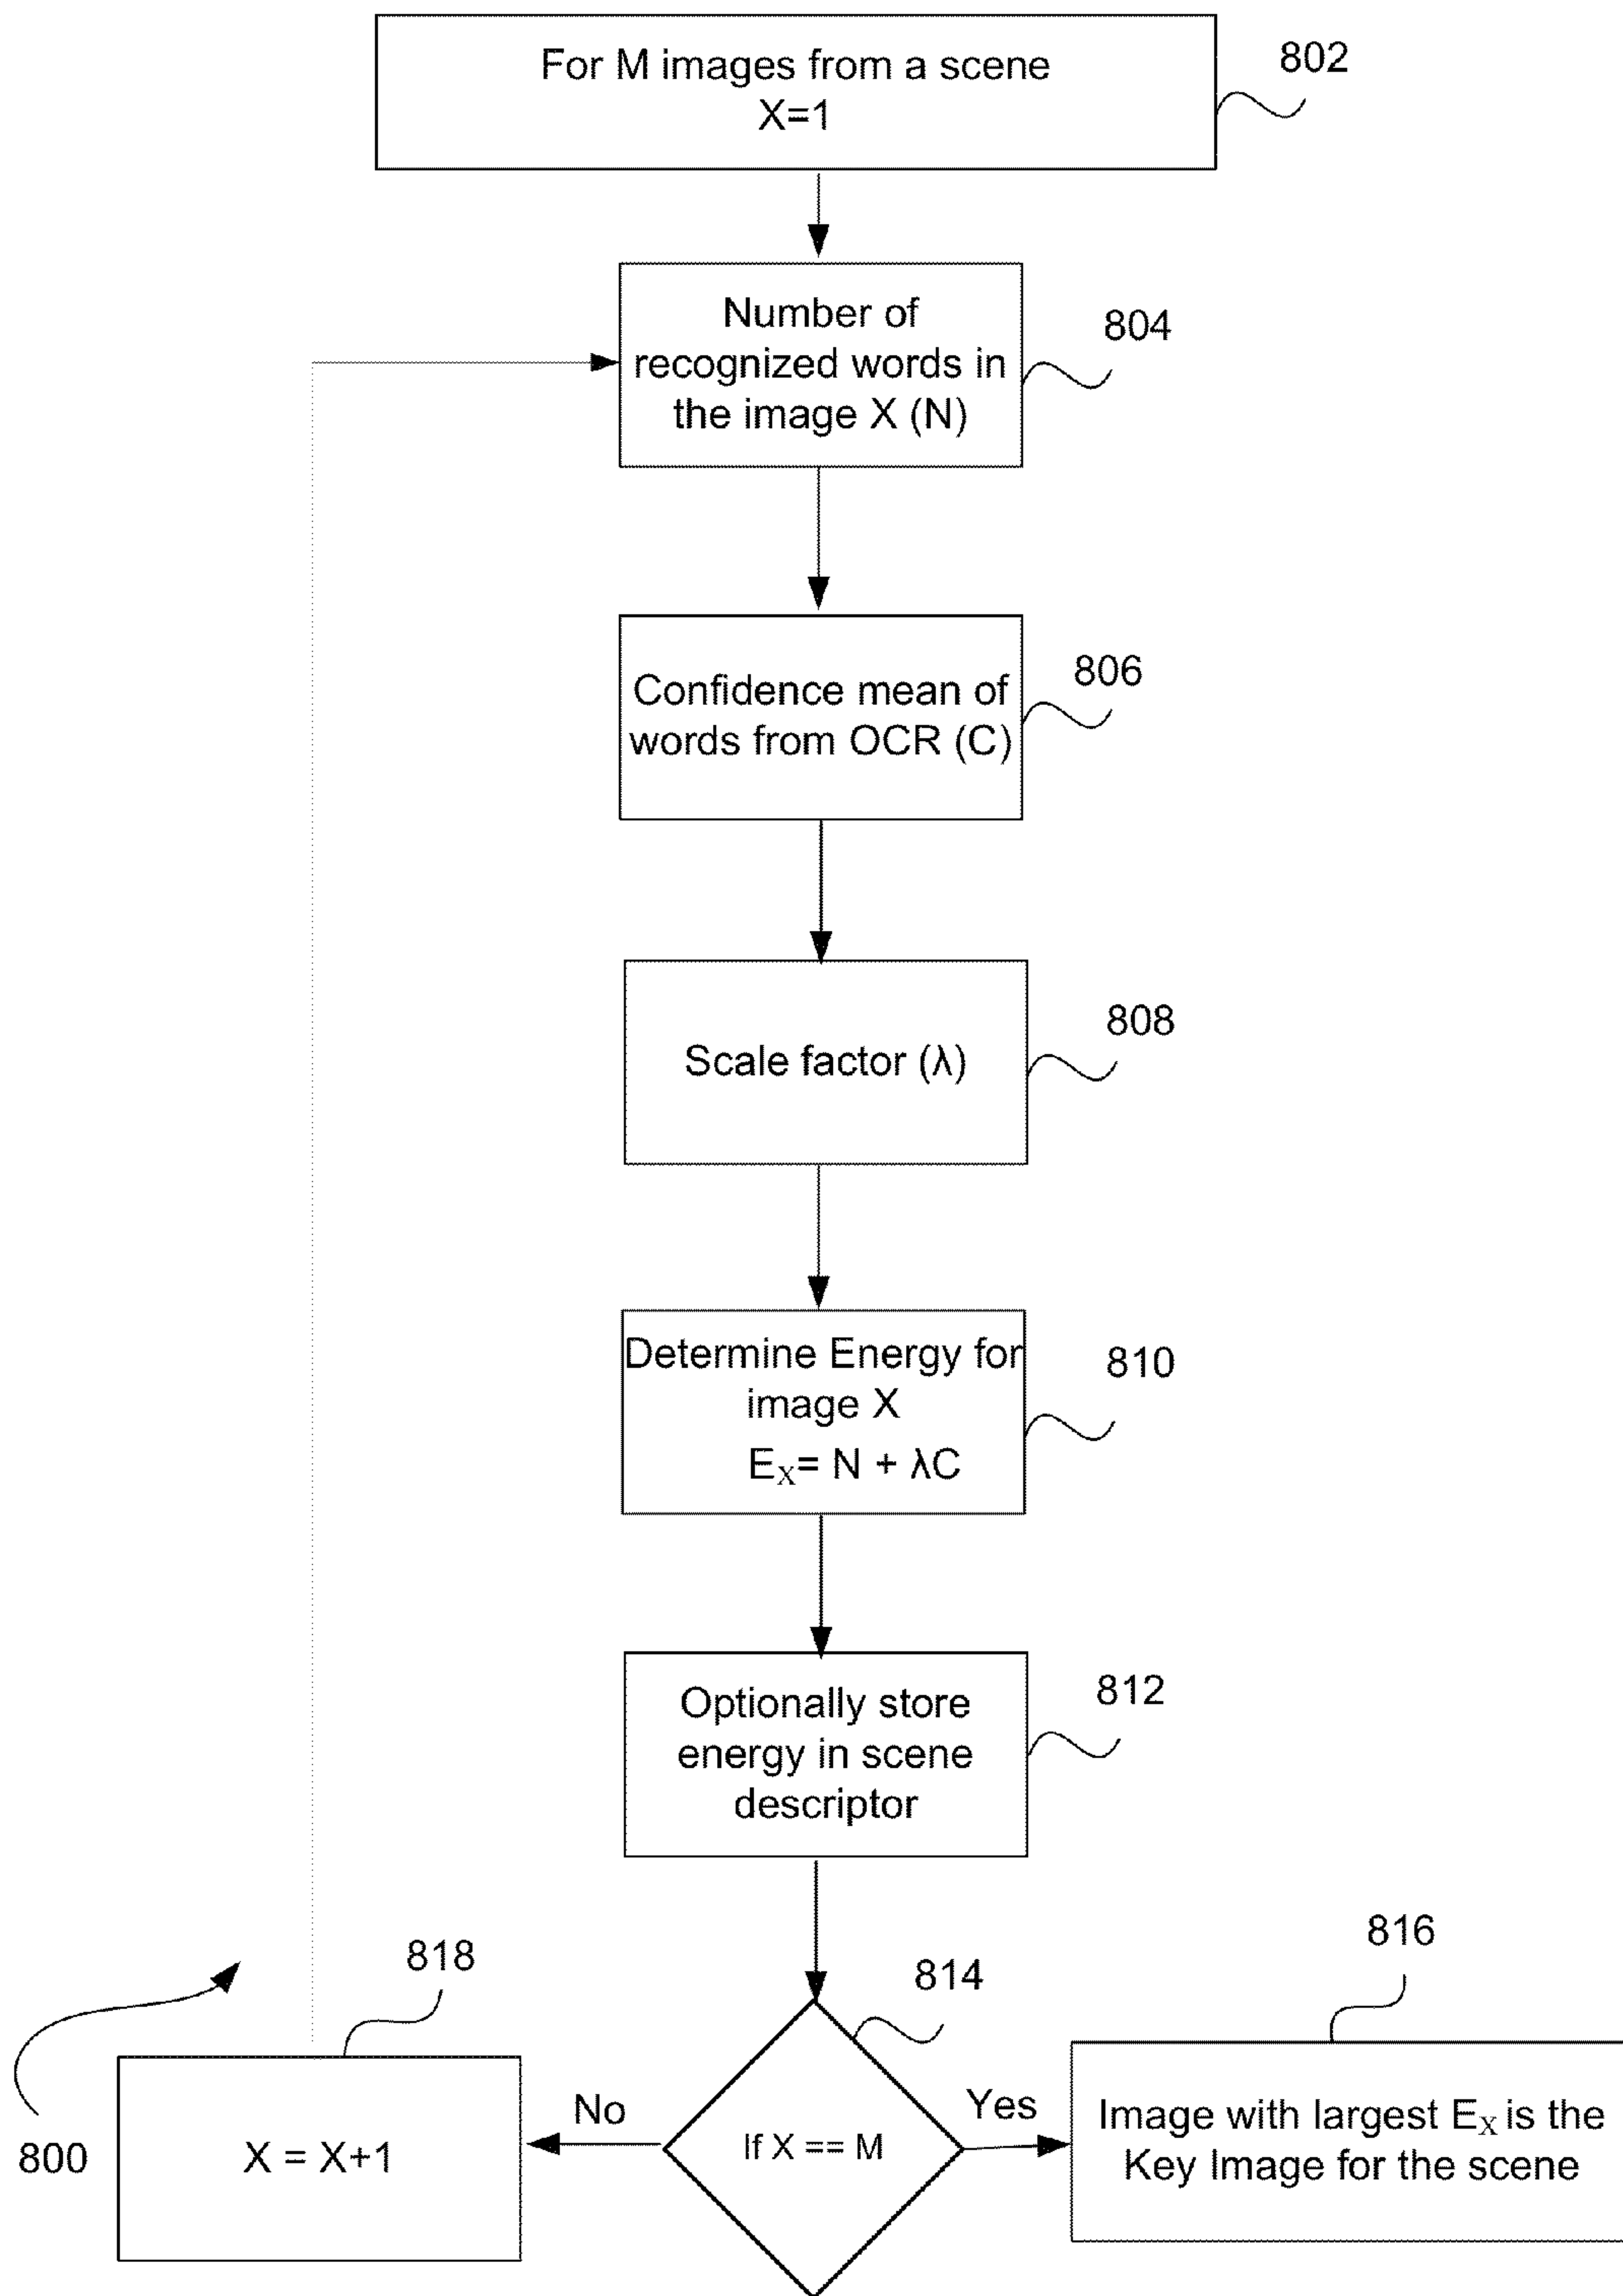 For M images from a scene
X=1
802
Number of
recognized words in
the image X (N)
804
Confidence mean of
words from OCR (C)
806
Scale factor (λ)
808
Determine Energy for
image X
E_X= N + λC
810
Optionally store
energy in scene
descriptor
812
If X == M
814
Yes
Image with largest E_X is the
Key Image for the scene
816
No
X = X+1
818
800